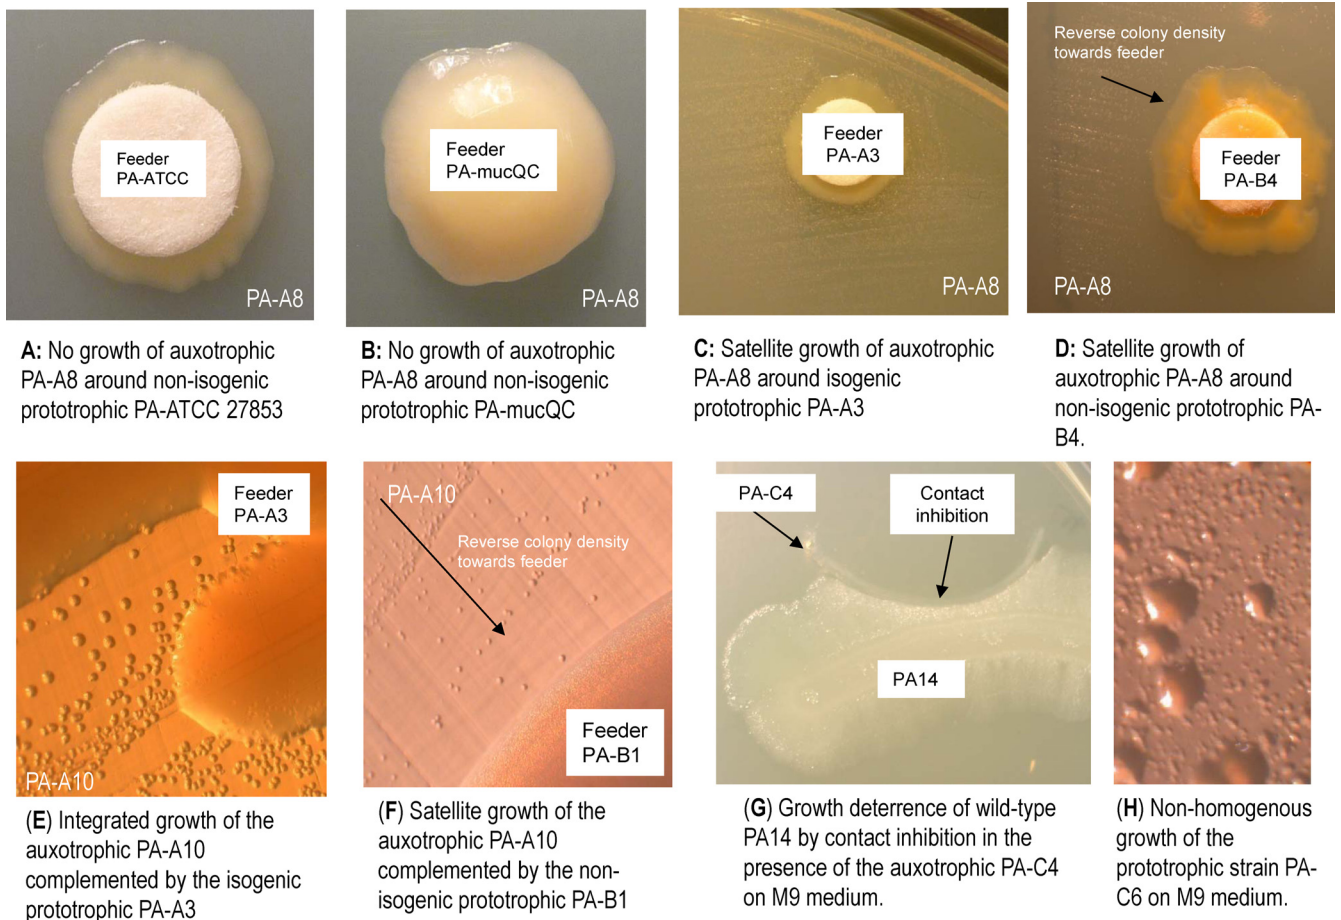 Feeder
PA-ATCC
PA-A8
Feeder
PA-mucQC
PA-A8
Feeder
PA-A3
PA-A8
Reverse colony density
towards feeder
Feeder
PA-B4
PA-A8
A: No growth of auxotrophic
PA-A8 around non-isogenic
prototrophic PA-ATCC 27853
B: No growth of auxotrophic
PA-A8 around non-isogenic
prototrophic PA-mucQC
C: Satellite growth of auxotrophic
PA-A8 around isogenic
prototrophic PA-A3
D: Satellite growth of
auxotrophic PA-A8 around
non-isogenic prototrophic PA-
B4.
Feeder
PA-A3
PA-A10
PA-A10
Reverse colony density
towards feeder
Feeder
PA-B1
PA-C4
Contact
inhibition
PA14
(E) Integrated growth of the
auxotrophic PA-A10
complemented by the isogenic
prototrophic PA-A3
(F) Satellite growth of the
auxotrophic PA-A10
complemented by the non-
isogenic prototrophic PA-B1
(G) Growth deterrence of wild-type
PA14 by contact inhibition in the
presence of the auxotrophic PA-C4
on M9 medium.
(H) Non-homogenous
growth of the
prototrophic strain PA-
C6 on M9 medium.